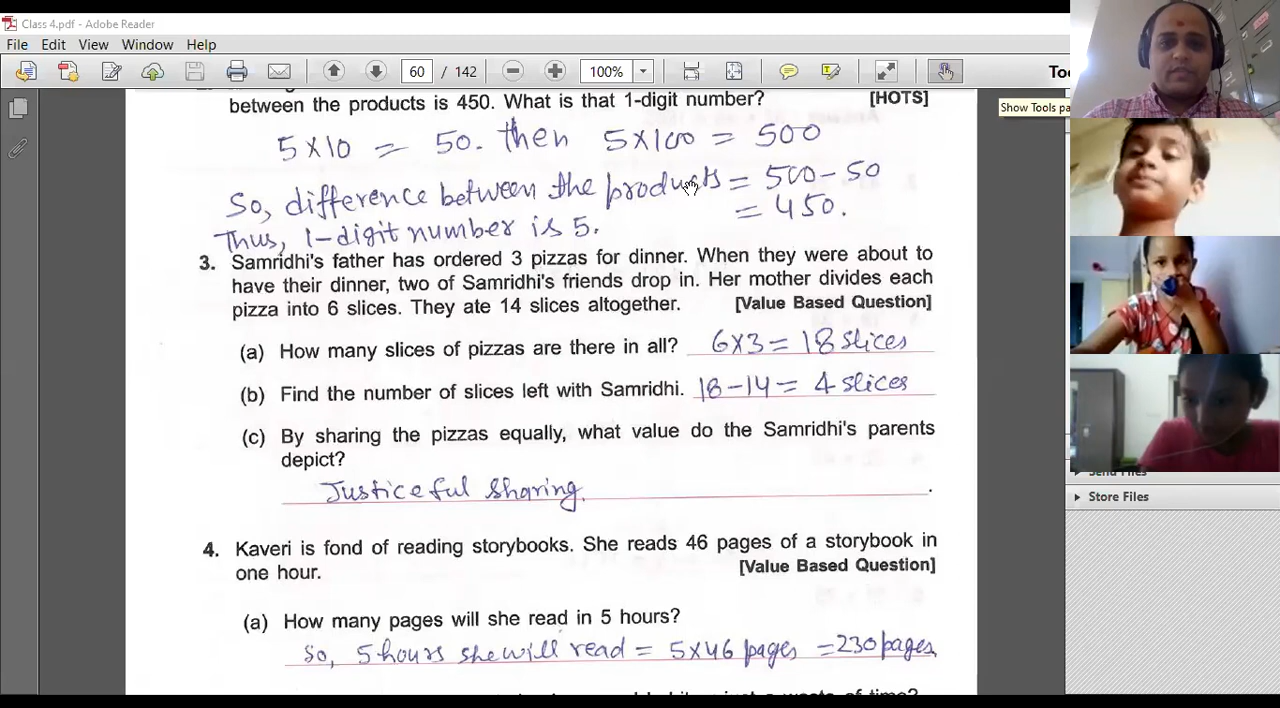 Class 4.pdf - Adobe Reader
File Edit View Window Help
60 / 142 100% To
Show Tools pa
between the products is 450. What is that 1-digit number? [HOTS]
5 × 10 = 50. then 5 × 100 = 500
So, difference between the products = 500 - 50
= 450.
Thus, 1-digit number is 5.
3. Samridhi's father has ordered 3 pizzas for dinner. When they were about to
have their dinner, two of Samridhi's friends drop in. Her mother divides each
pizza into 6 slices. They ate 14 slices altogether. [Value Based Question]
(a) How many slices of pizzas are there in all? 6×3 = 18 slices
(b) Find the number of slices left with Samridhi. 18-14 = 4 slices
(c) By sharing the pizzas equally, what value do the Samridhi's parents
depict?
Justiceful sharing.
Store Files
4. Kaveri is fond of reading storybooks. She reads 46 pages of a storybook in
one hour. [Value Based Question]
(a) How many pages will she read in 5 hours?
So, 5 hours she will read = 5×46 pages = 230 pages.